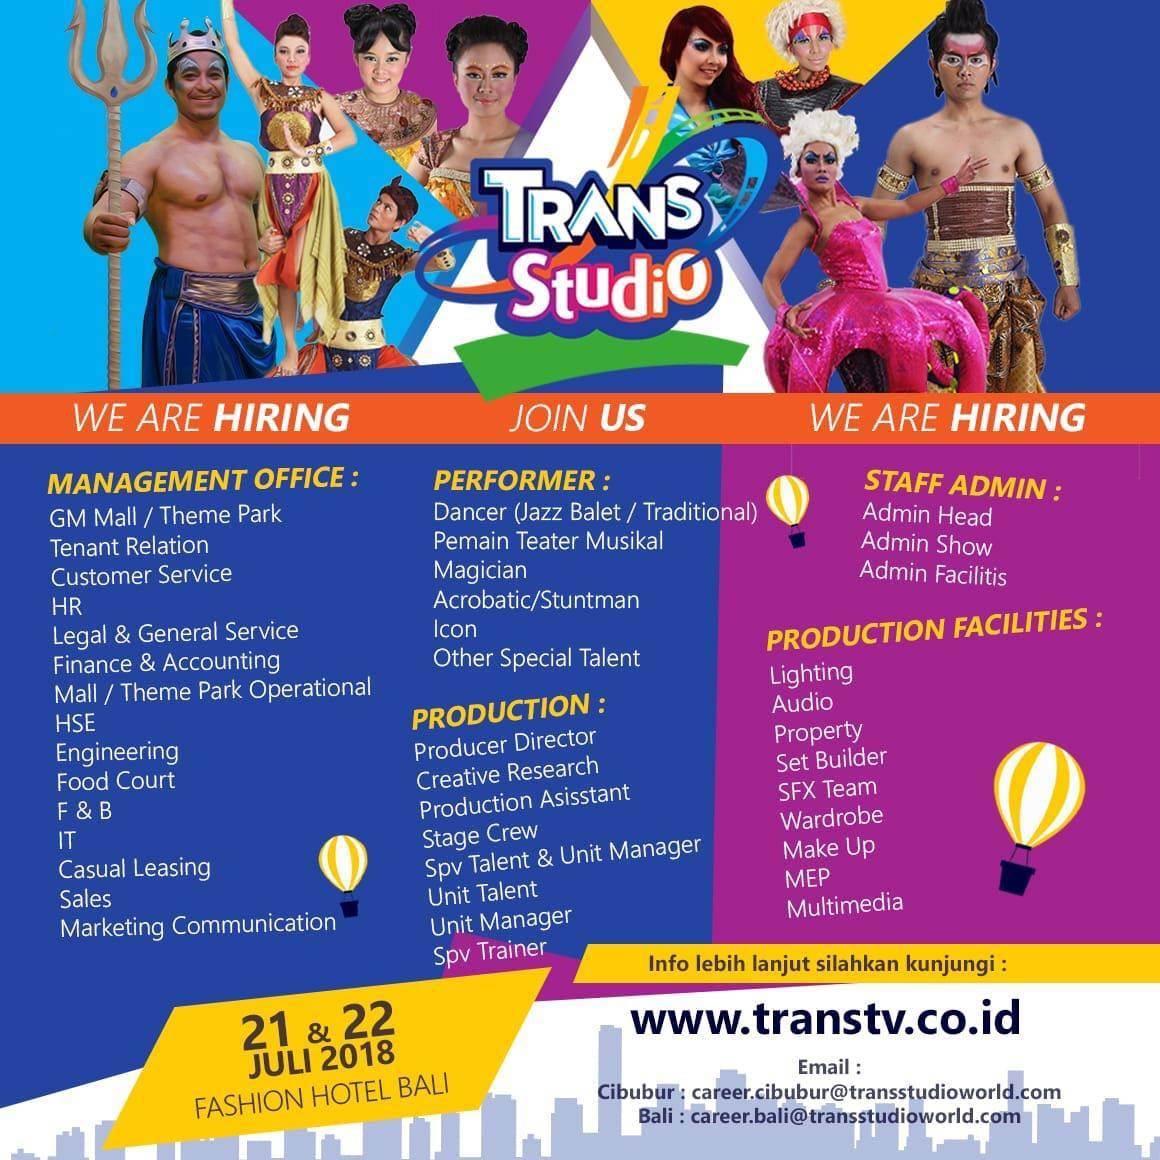 TRANS
STUDIO
WE ARE HIRING
JOIN US
WE ARE HIRING
MANAGEMENT OFFICE :
GM Mall / Theme Park
Tenant Relation
Customer Service
HR
Legal & General Service
Finance & Accounting
Mall / Theme Park Operational
HSE
Engineering
Food Court
F & B
IT
Casual Leasing
Sales
Marketing Communication
PERFORMER :
Dancer (Jazz Balet / Traditional)
Pemain Teater Musikal
Magician
Acrobatic/Stuntman
Icon
Other Special Talent
PRODUCTION :
Producer Director
Creative Research
Production Asisstant
Stage Crew
Spv Talent & Unit Manager
Unit Talent
Unit Manager
Spv Trainer
STAFF ADMIN :
Admin Head
Admin Show
Admin Facilitis
PRODUCTION FACILITIES :
Lighting
Audio
Property
Set Builder
SFX Team
Wardrobe
Make Up
MEP
Multimedia
21 & 22
JULI 2018
FASHION HOTEL BALI
Info lebih lanjut silahkan kunjungi :
www.transtv.co.id
Email :
Cibubur : career.cibubur@transstudioworld.com
Bali : career.bali@transstudioworld.com